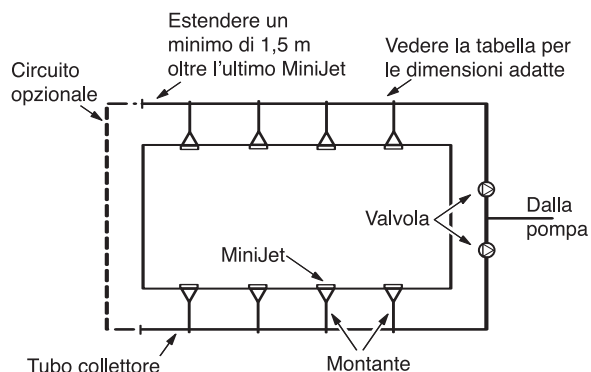 Estendere un
minimo di 1,5 m
oltre l'ultimo MiniJet
Vedere la tabella per
le dimensioni adatte
Circuito
opzionale
Valvola
Dalla
pompa
MiniJet
Tubo collettore
Montante